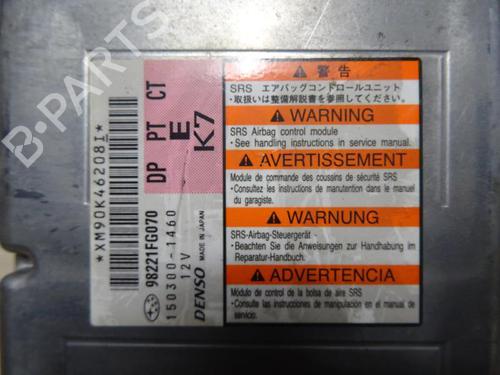 ⚠ 警告
SRS エアバッグコントロールユニット
・取扱いは整備解説書を参照してください。
⚠ WARNING
SRS Airbag control module
• See handling instructions in service manual.
⚠ AVERTISSEMENT
Module de commande des coussins de sécurité SRS
•Consultez les instructions de manutention dans le manuel
du garage.
⚠ WARNUNG
SRS-Airbag-Steuergerät
•Beachten Sie die Anweisungen zur Handhabung im
Reparatur-Handbuch.
⚠ ADVERTENCIA
Módulo de control de la bolsa de aire SRS
•Consulte las instrucciones de manipulación en el manual de
servicio.
DP PT CT
E
K7
*XM90K46208I*
98221FG070
150300-1460
12V
DENSO MADE IN JAPAN
B-PARTS